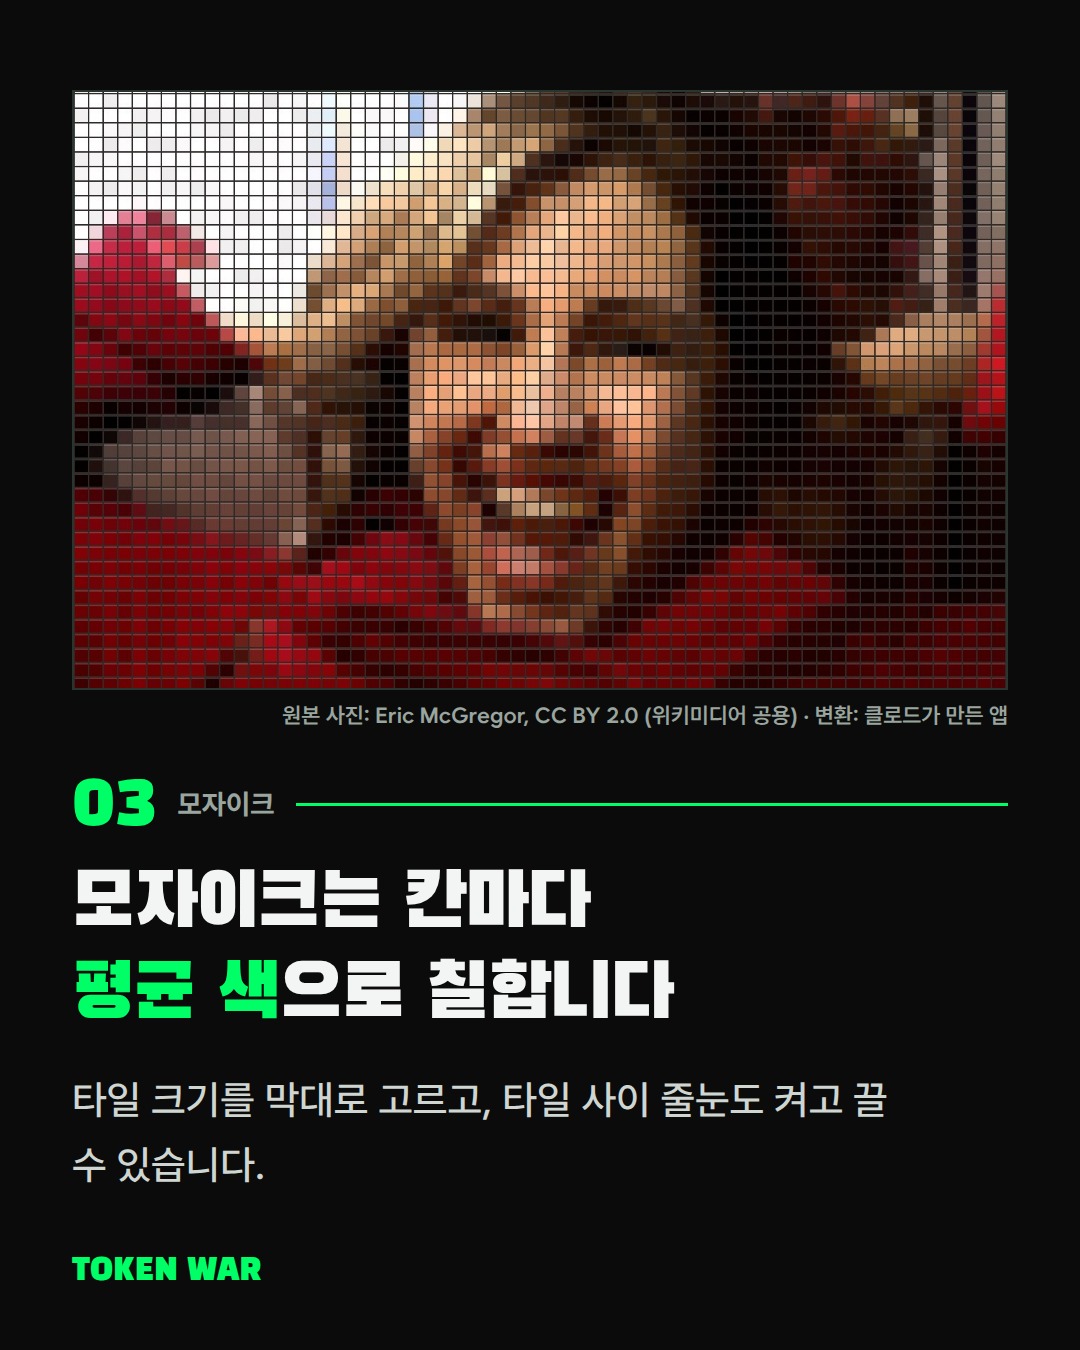 원본 사진: Eric McGregor, CC BY 2.0 (위키미디어 공용) · 변환: 클로드가 만든 앱
03 모자이크
모자이크는 칸마다
평균 색으로 칠합니다
타일 크기를 막대로 고르고, 타일 사이 줄눈도 켜고 끌
수 있습니다.
TOKEN WAR